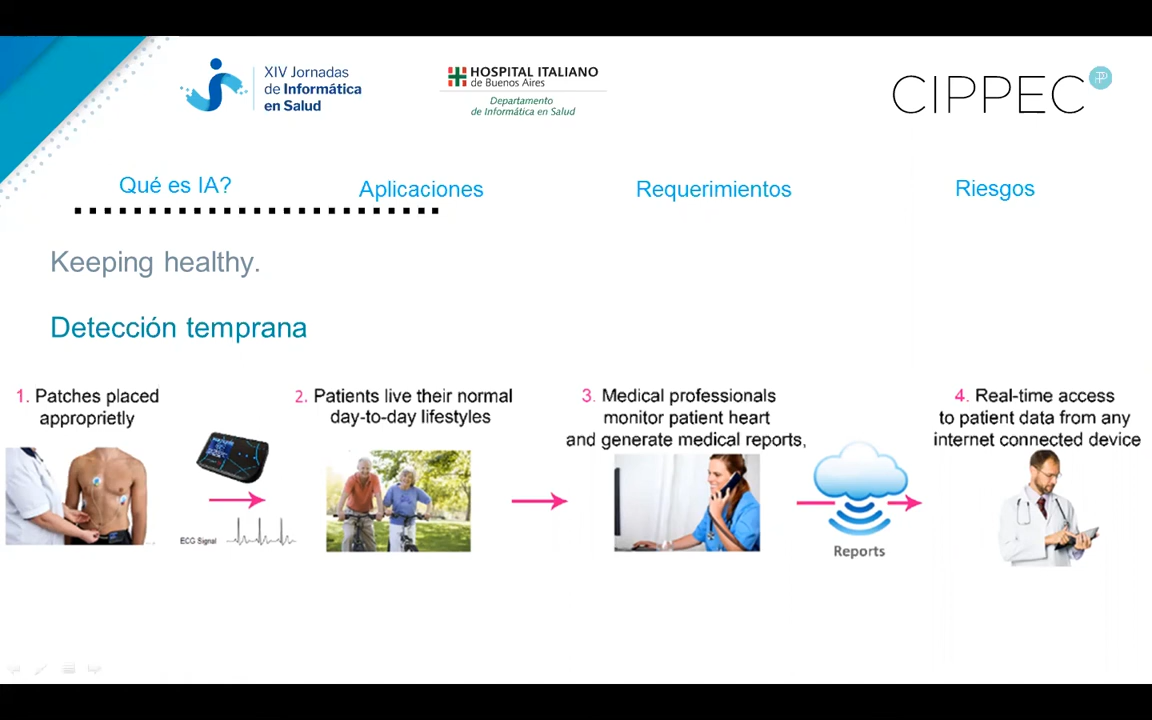 XIV Jornadas
de Informática
en Salud
HOSPITAL ITALIANO
de Buenos Aires
Departamento
de Informática en Salud
CIPPEC
Qué es IA?
Aplicaciones
Requerimientos
Riesgos
Keeping healthy.
Detección temprana
1. Patches placed
approprietly
ECG Signal
2. Patients live their normal
day-to-day lifestyles
3. Medical professionals
monitor patient heart
and generate medical reports,
Reports
4. Real-time access
to patient data from any
internet connected device